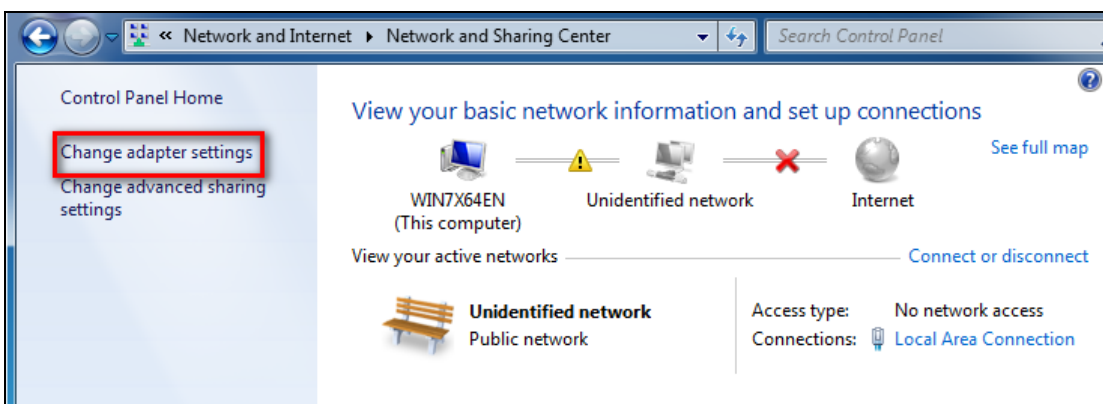 « Network and Internet ▸ Network and Sharing Center
Search Control Panel
Control Panel Home
Change adapter settings
Change advanced sharing
settings
View your basic network information and set up connections
See full map
WIN7X64EN
(This computer)
Unidentified network
Internet
View your active networks
Connect or disconnect
Unidentified network
Public network
Access type: No network access
Connections: Local Area Connection